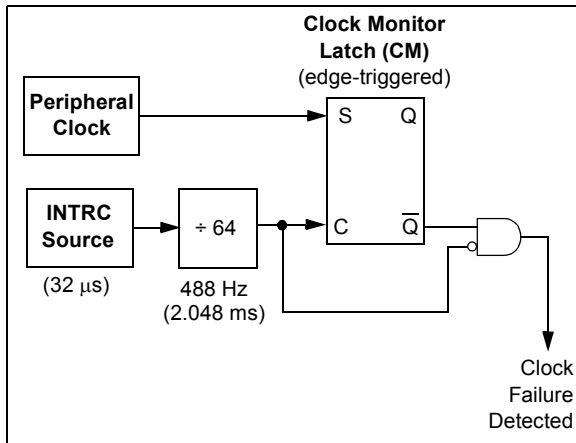 Clock Monitor
Latch (CM)
(edge-triggered)
Peripheral
Clock
S Q
INTRC
Source
÷ 64
C Q̅
(32 μs)
488 Hz
(2.048 ms)
Clock
Failure
Detected